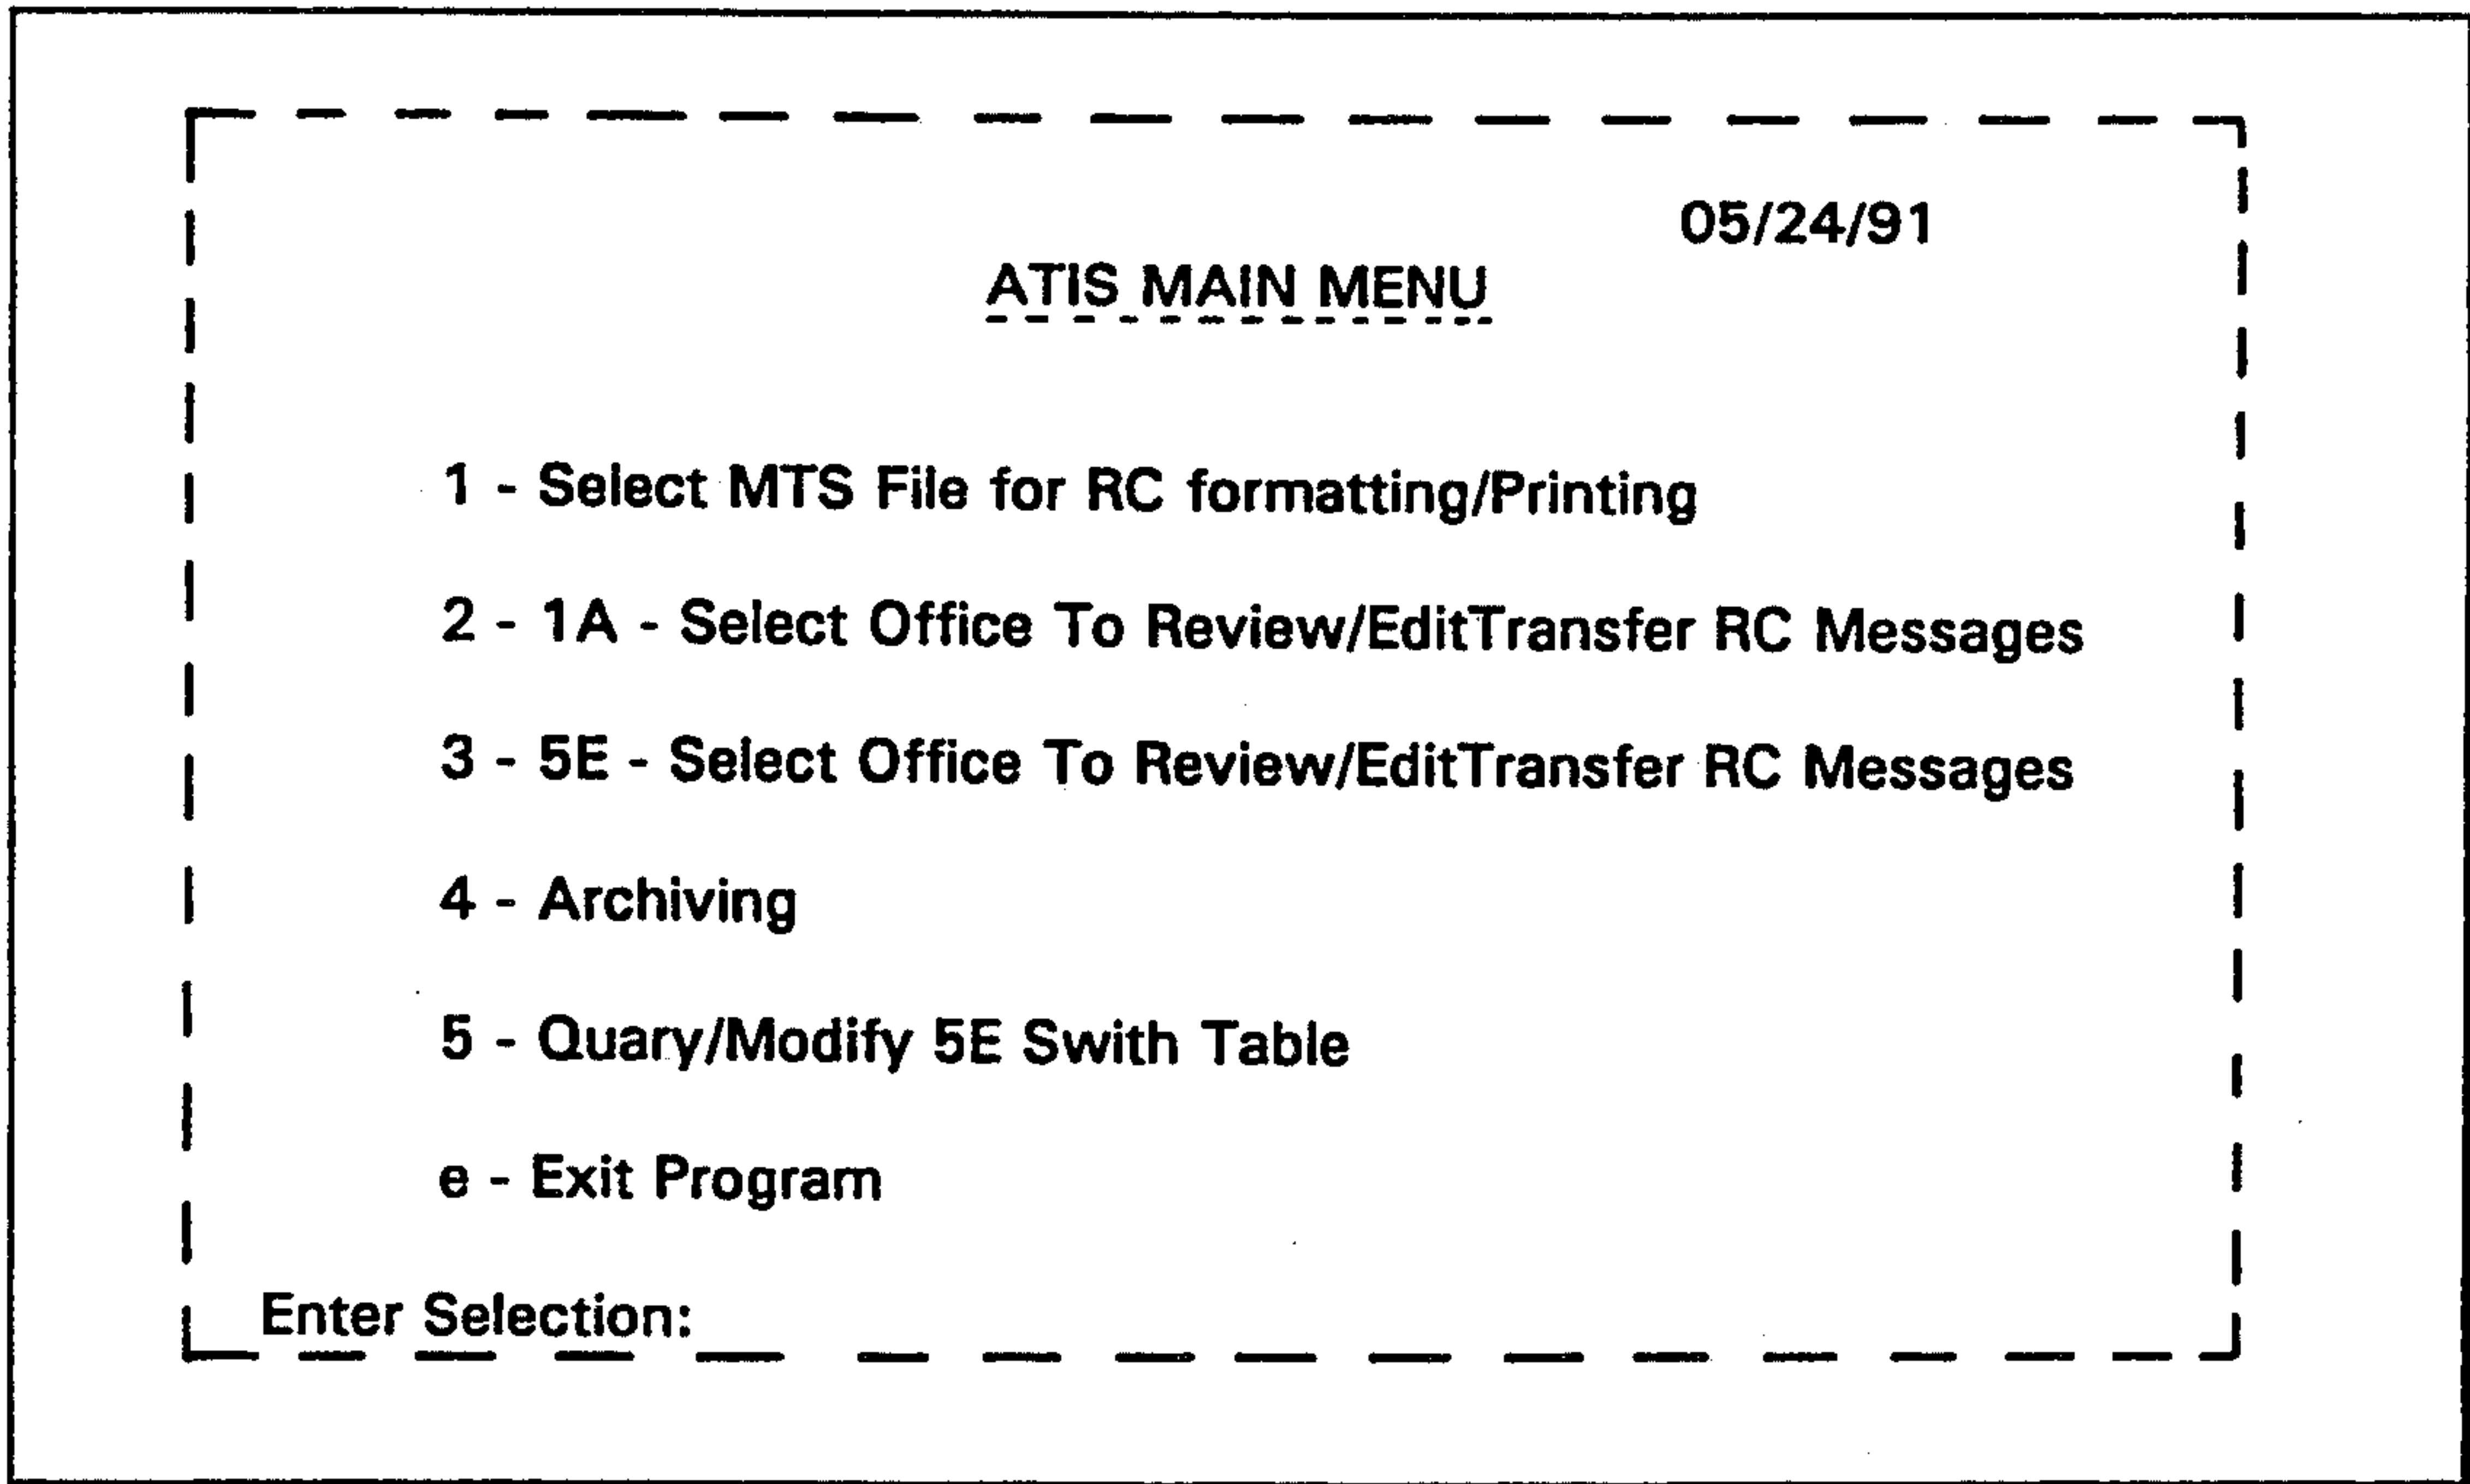 05/24/91
ATIS MAIN MENU
1 - Select MTS File for RC formatting/Printing
2 - 1A - Select Office To Review/EditTransfer RC Messages
3 - 5E - Select Office To Review/EditTransfer RC Messages
4 - Archiving
5 - Quary/Modify 5E Swith Table
e - Exit Program
Enter Selection: